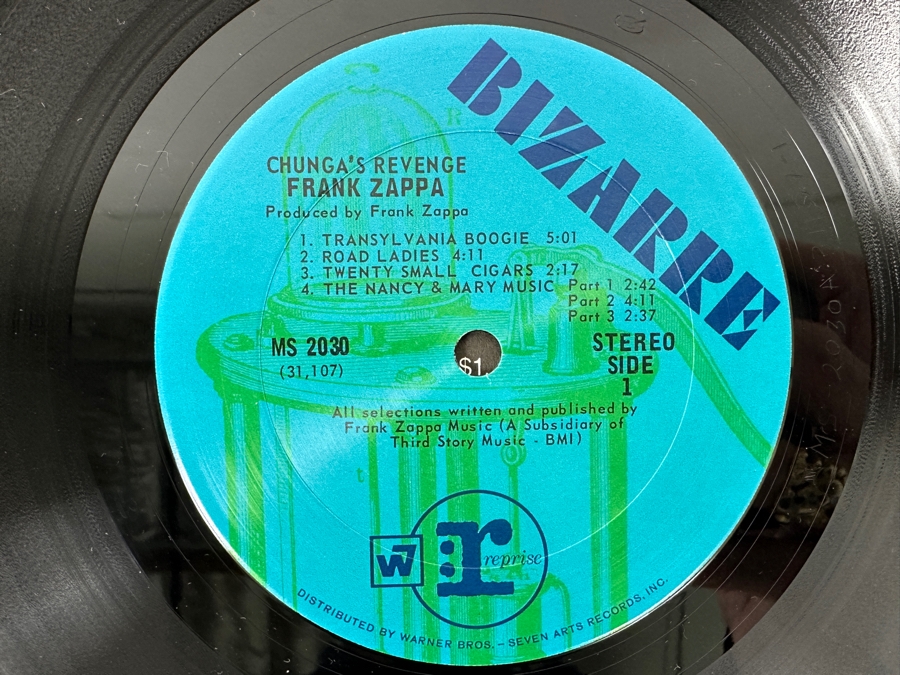 BIZARRE
CHUNGA'S REVENGE
FRANK ZAPPA
Produced by Frank Zappa
1. TRANSYLVANIA BOOGIE 5:01
2. ROAD LADIES 4:11
3. TWENTY SMALL CIGARS 2:17
4. THE NANCY & MARY MUSIC Part 1 2:42
Part 2 4:11
Part 3 2:37
MS 2030
(31,107)
$1
STEREO
SIDE
1
All selections written and published by
Frank Zappa Music (A Subsidiary of
Third Story Music - BMI)
W7
:r reprise
DISTRIBUTED BY WARNER BROS. – SEVEN ARTS RECORDS, INC.